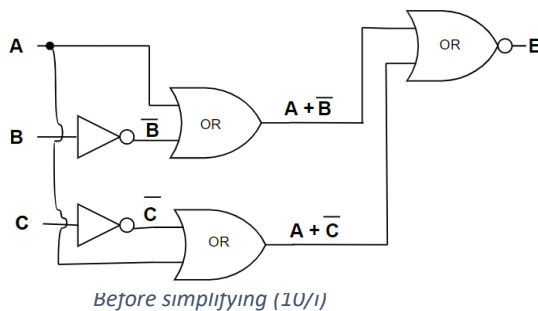 A
OR
E
B
B̅
OR
A + B̅
C
C̅
OR
A + C̅
Before simplifying (10/1)